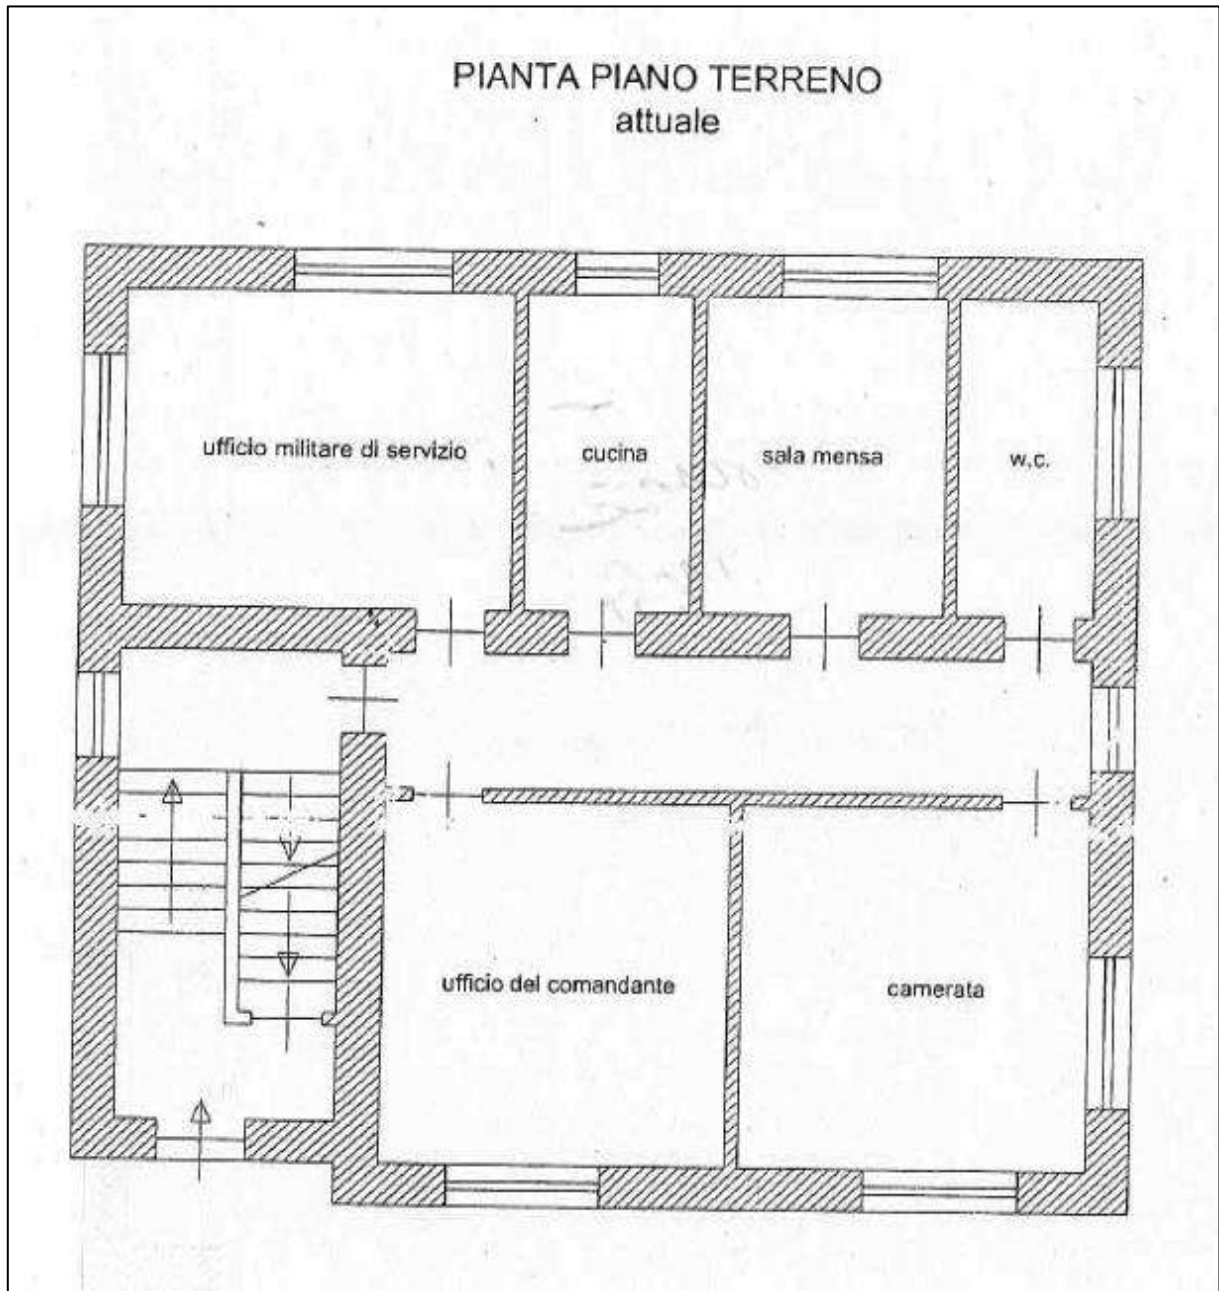 PIANTA PIANO TERRENO
attuale
ufficio militare di servizio
cucina
sala mensa
w.c.
ufficio del comandante
camerata